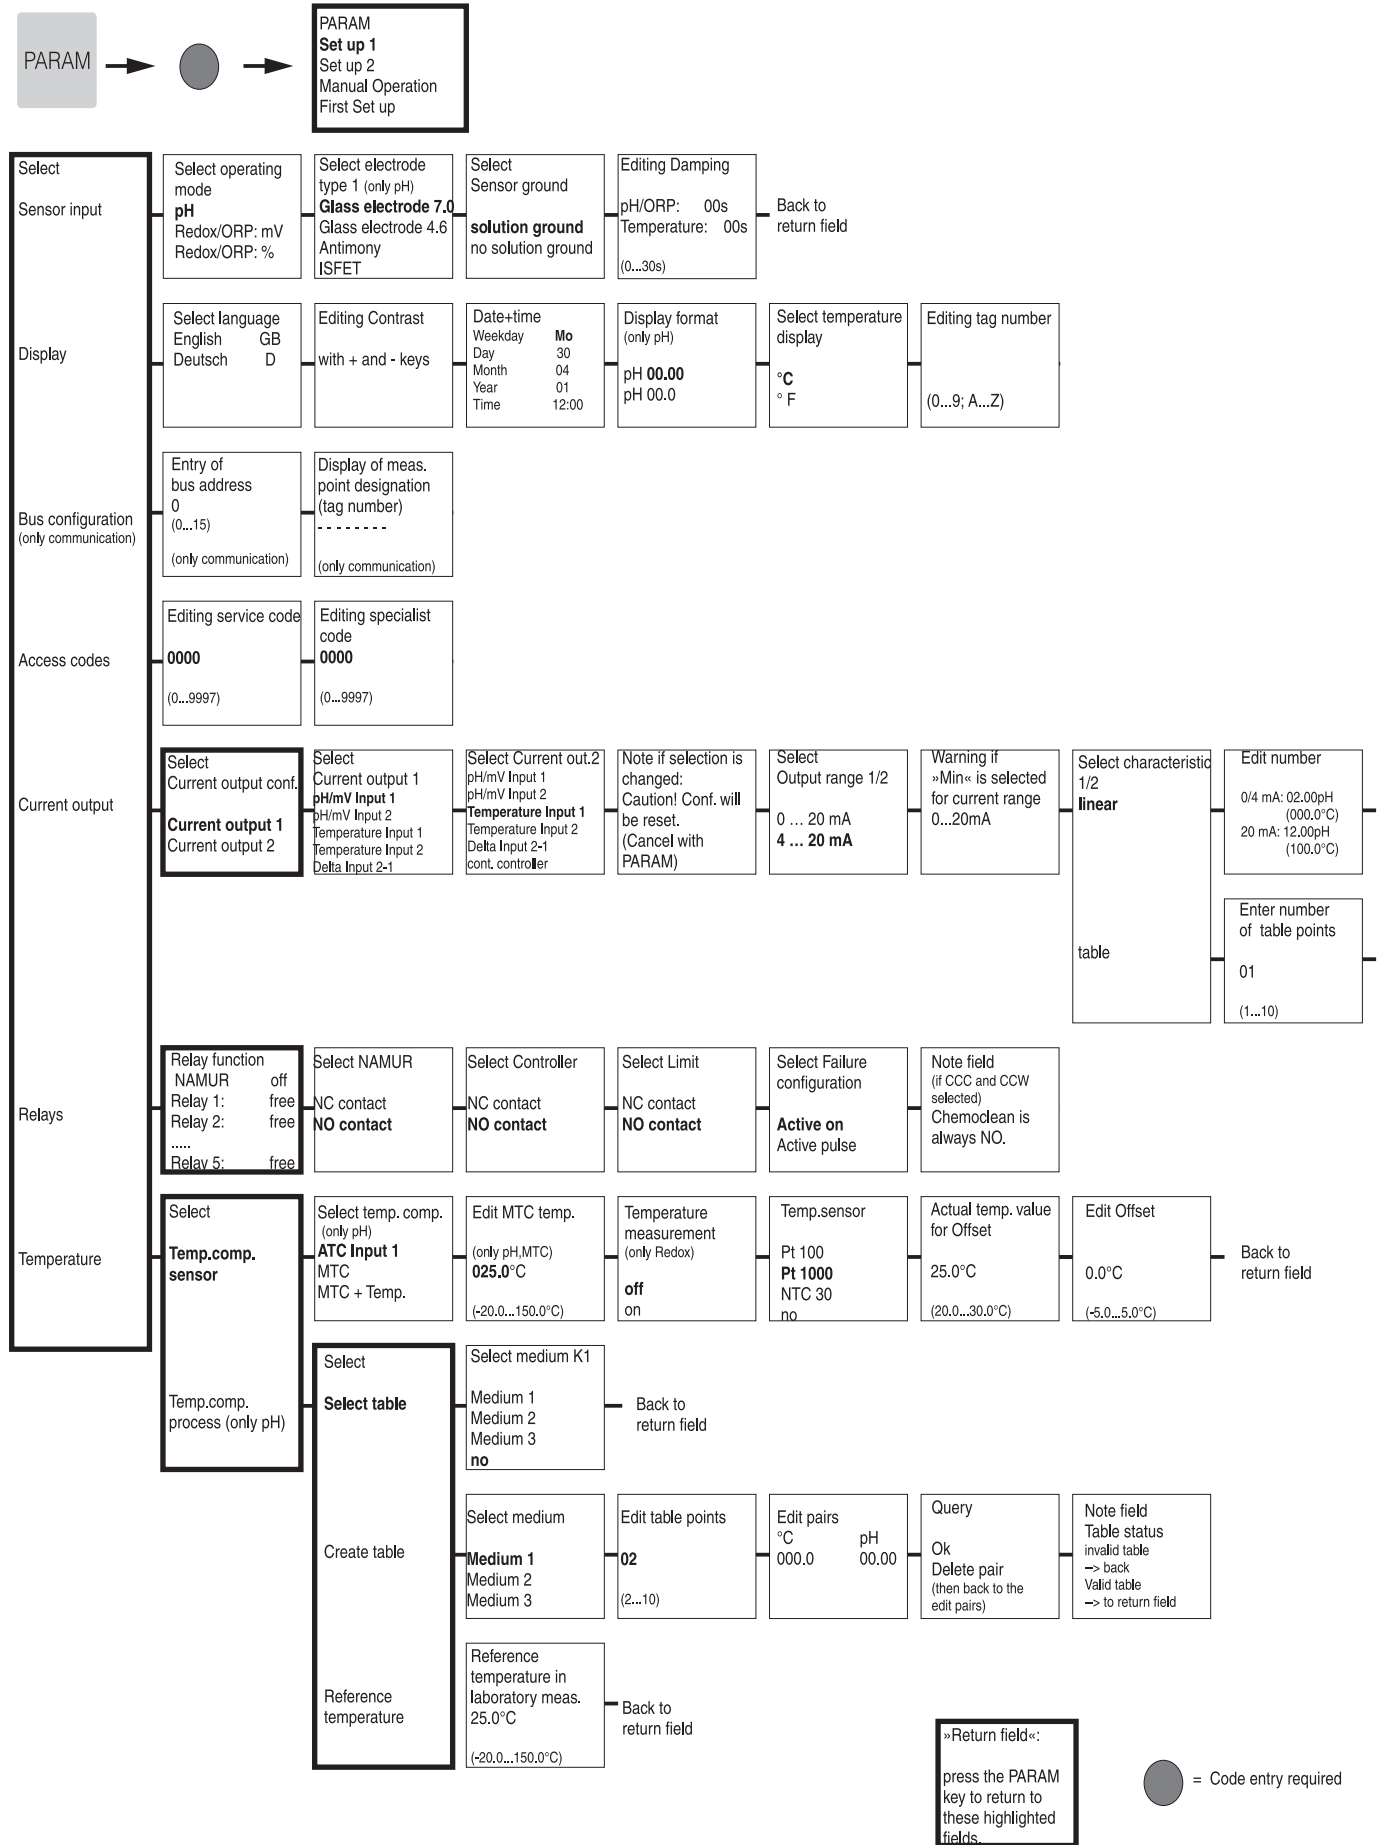 PARAM
PARAM
Set up 1
Set up 2
Manual Operation
First Set up
Select
Sensor input
Select operating
mode
pH
Redox/ORP: mV
Redox/ORP: %
Select electrode
type 1 (only pH)
Glass electrode 7.0
Glass electrode 4.6
Antimony
ISFET
Select
Sensor ground
solution ground
no solution ground
Editing Damping
pH/ORP: 00s
Temperature: 00s
(0...30s)
Back to
return field
Display
Select language
English GB
Deutsch D
Editing Contrast
with + and - keys
Date+time
Weekday Mo
Day 30
Month 04
Year 01
Time 12:00
Display format
(only pH)
pH 00.00
pH 00.0
Select temperature
display
°C
° F
Editing tag number
(0...9; A...Z)
Bus configuration
(only communication)
Entry of
bus address
0
(0...15)
(only communication)
Display of meas.
point designation
(tag number)
- - - - - - - -
(only communication)
Access codes
Editing service code
0000
(0...9997)
Editing specialist
code
0000
(0...9997)
Current output
Select
Current output conf.
Current output 1
Current output 2
Select
Current output 1
pH/mV Input 1
pH/mV Input 2
Temperature Input 1
Temperature Input 2
Delta Input 2-1
Select Current out.2
pH/mV Input 1
pH/mV Input 2
Temperature Input 1
Temperature Input 2
Delta Input 2-1
cont. controller
Note if selection is
changed:
Caution! Conf. will
be reset.
(Cancel with
PARAM)
Select
Output range 1/2
0 ... 20 mA
4 ... 20 mA
Warning if
»Min« is selected
for current range
0...20mA
Select characteristic
1/2
linear
table
Edit number
0/4 mA: 02.00pH
(000.0°C)
20 mA: 12.00pH
(100.0°C)
Enter number
of table points
01
(1...10)
Relays
Relay function
NAMUR off
Relay 1: free
Relay 2: free
.....
Relay 5: free
Select NAMUR
NC contact
NO contact
Select Controller
NC contact
NO contact
Select Limit
NC contact
NO contact
Select Failure
configuration
Active on
Active pulse
Note field
(if CCC and CCW
selected)
Chemoclean is
always NO.
Temperature
Select
Temp.comp.
sensor
Temp.comp.
process (only pH)
Select temp. comp.
(only pH)
ATC Input 1
MTC
MTC + Temp.
Edit MTC temp.
(only pH,MTC)
025.0°C
(-20.0...150.0°C)
Temperature
measurement
(only Redox)
off
on
Temp.sensor
Pt 100
Pt 1000
NTC 30
no
Actual temp. value
for Offset
25.0°C
(20.0...30.0°C)
Edit Offset
0.0°C
(-5.0...5.0°C)
Back to
return field
Select
Select table
Select medium K1
Medium 1
Medium 2
Medium 3
no
Back to
return field
Create table
Select medium
Medium 1
Medium 2
Medium 3
Edit table points
02
(2...10)
Edit pairs
°C pH
000.0 00.00
Query
Ok
Delete pair
(then back to the
edit pairs)
Note field
Table status
invalid table
–> back
Valid table
–> to return field
Reference
temperature
Reference
temperature in
laboratory meas.
25.0°C
(-20.0...150.0°C)
Back to
return field
»Return field«:
press the PARAM
key to return to
these highlighted
fields.
= Code entry required